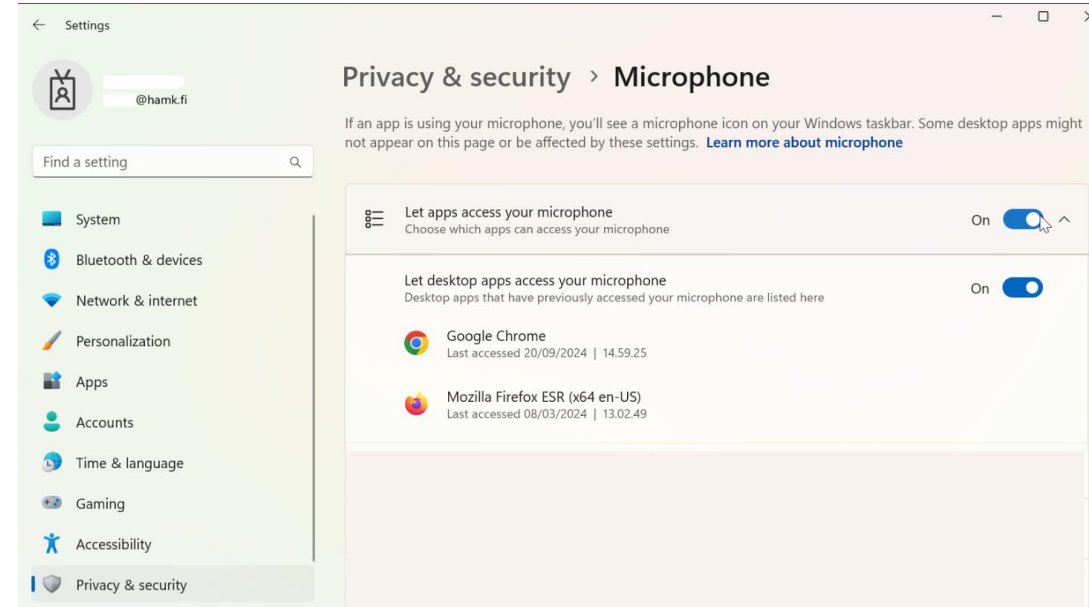 Settings
@hamk.fi
Find a setting
System
Bluetooth & devices
Network & internet
Personalization
Apps
Accounts
Time & language
Gaming
Accessibility
Privacy & security
Privacy & security > Microphone
If an app is using your microphone, you'll see a microphone icon on your Windows taskbar. Some desktop apps might
not appear on this page or be affected by these settings. Learn more about microphone
Let apps access your microphone
Choose which apps can access your microphone
On
Let desktop apps access your microphone
Desktop apps that have previously accessed your microphone are listed here
On
Google Chrome
Last accessed 20/09/2024 | 14.59.25
Mozilla Firefox ESR (x64 en-US)
Last accessed 08/03/2024 | 13.02.49